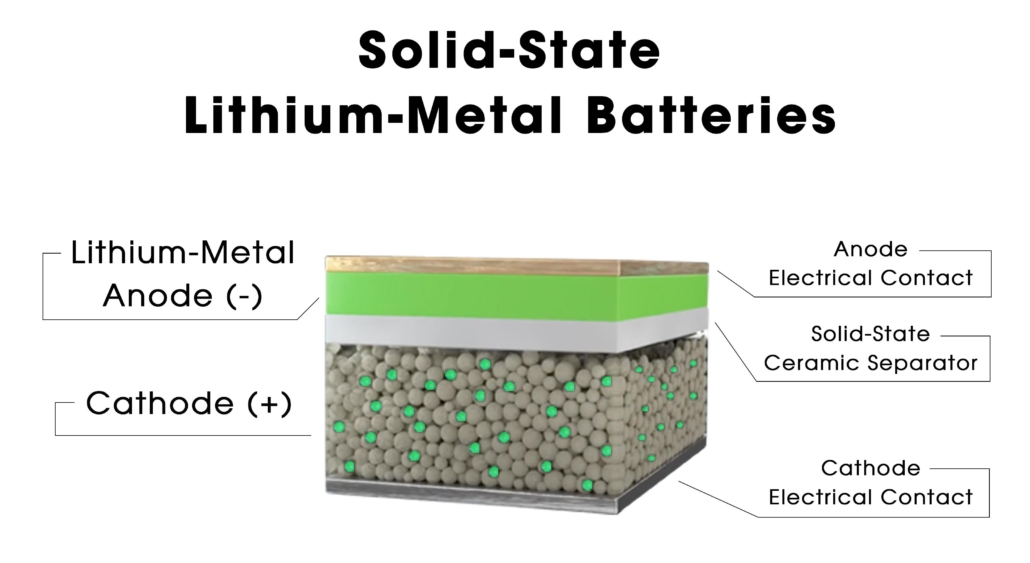 Solid-State
Lithium-Metal Batteries
Lithium-Metal
Anode (-)
Cathode (+)
Anode
Electrical Contact
Solid-State
Ceramic Separator
Cathode
Electrical Contact